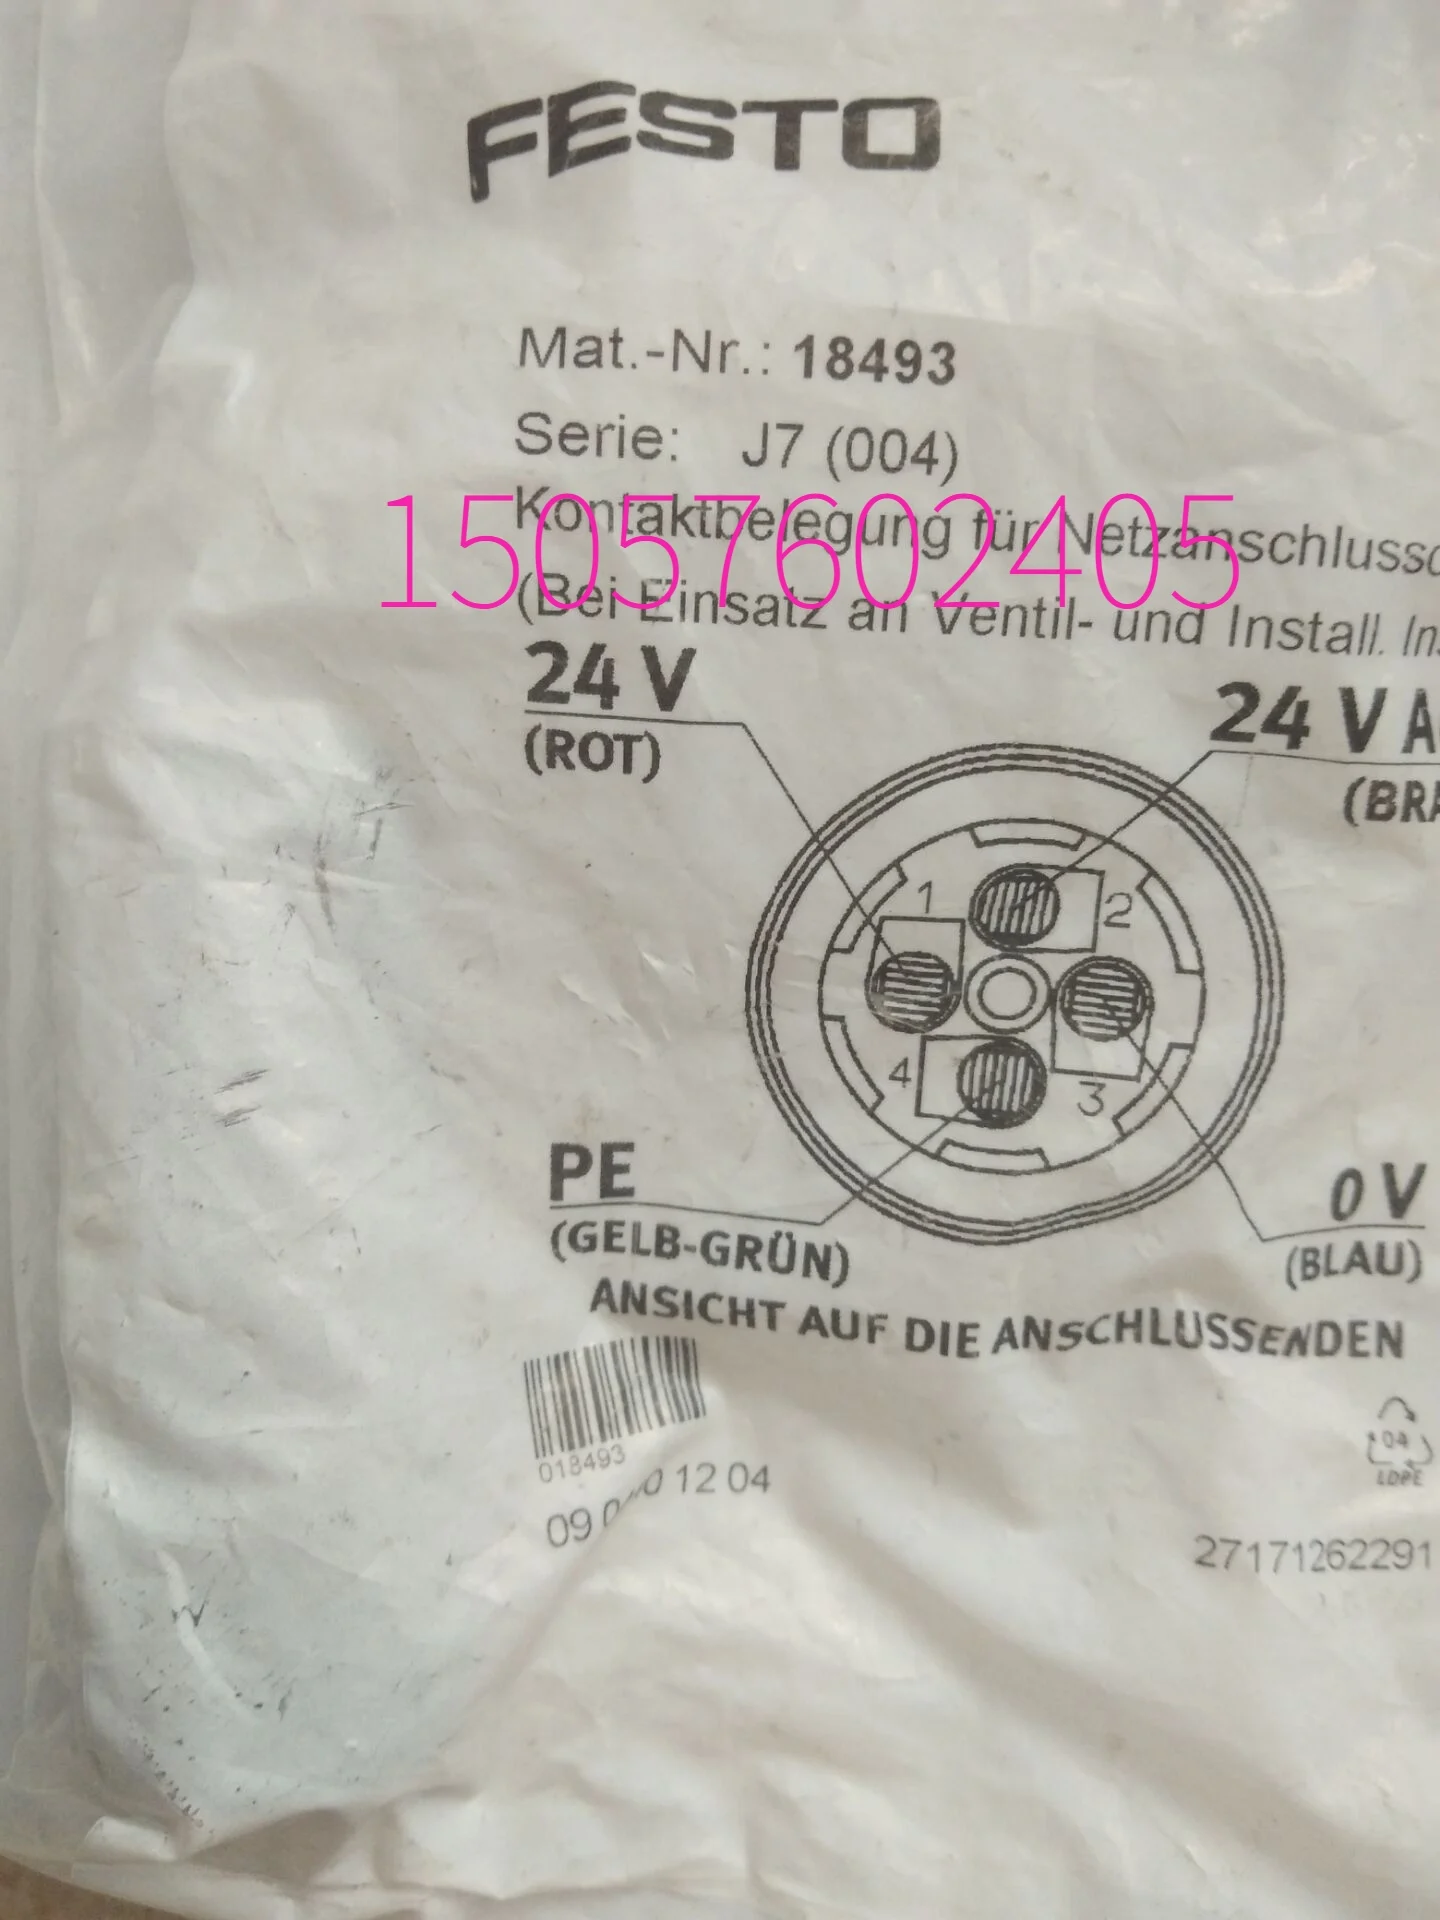 FESTO
Mat.-Nr.: 18493
Serie: J7 (004)
Kontaktbelegung für
15057602405
(Bei Einsatz an Ventil- und Install.
24 V
(ROT)
24 V
1
2
4
3
PE
(GELB-GRÜN)
0 V
(BLAU)
ANSICHT AUF DIE ANSCHLUSSENDEN
018493
09
12 04
04
LDPE
27171262291